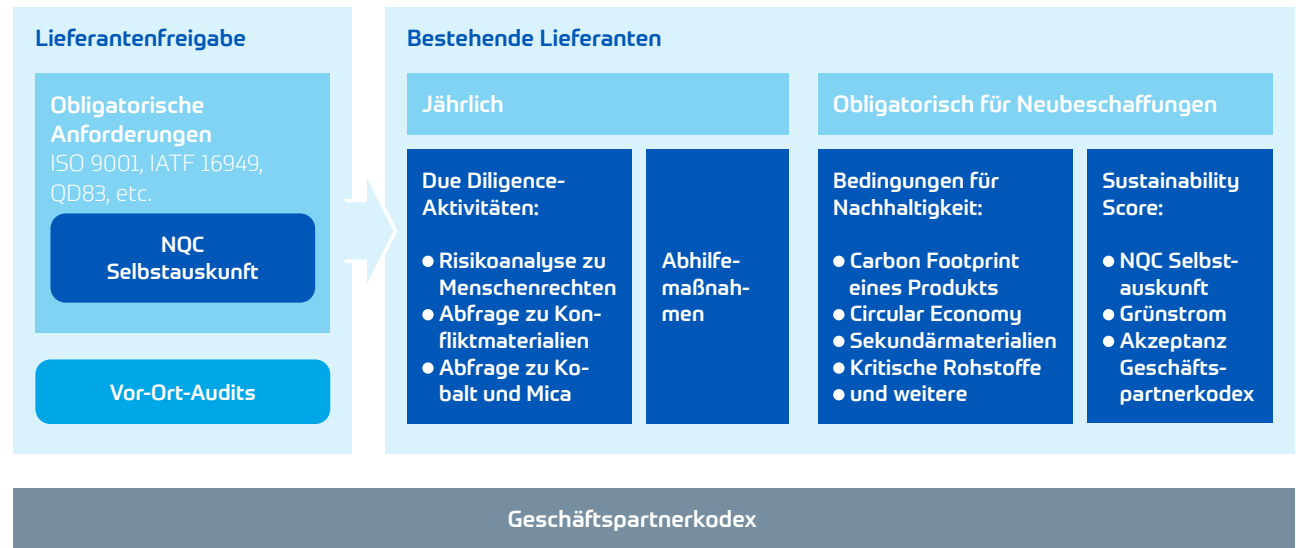 Lieferantenfreigabe
Obligatorische
Anforderungen
ISO 9001, IATF 16949,
QD83, etc.
NQC
Selbstauskunft
Vor-Ort-Audits
Bestehende Lieferanten
Jährlich
Due Diligence-
Aktivitäten:
● Risikoanalyse zu
Menschenrechten
● Abfrage zu Kon-
fliktmaterialien
● Abfrage zu Ko-
balt und Mica
Abhilfe-
maßnah-
men
Obligatorisch für Neubeschaffungen
Bedingungen für
Nachhaltigkeit:
● Carbon Footprint
eines Produkts
● Circular Economy
● Sekundärmaterialien
● Kritische Rohstoffe
● und weitere
Sustainability
Score:
● NQC Selbst-
auskunft
● Grünstrom
● Akzeptanz
Geschäfts-
partnerkodex
Geschäftspartnerkodex